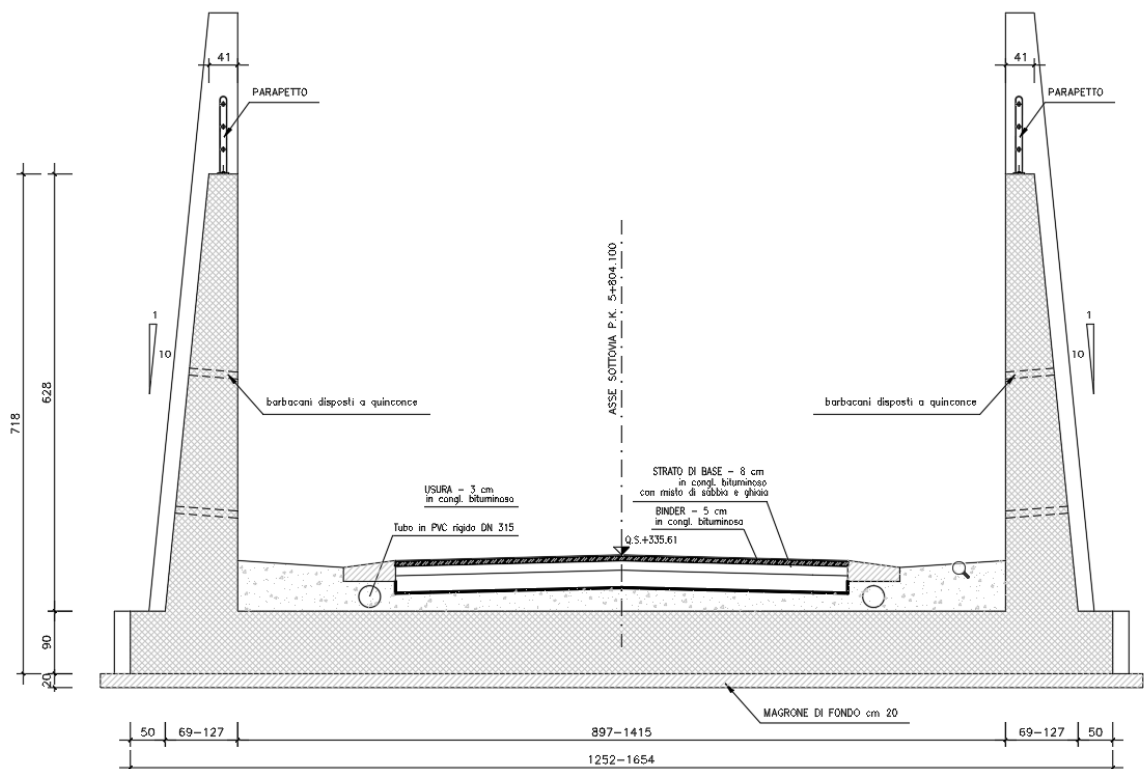 41
41
PARAPETTO
PARAPETTO
1
10
1
10
628
718
ASSE SOTTOVIA P.K. 5+804.100
barbacani disposti a quinconce
barbacani disposti a quinconce
STRATO DI BASE - 8 cm
in congl. bituminoso
con misto di sabbia e ghiaia
USURA - 3 cm
in congl. bituminoso
BINDER - 5 cm
in congl. bituminoso
Tubo in PVC rigido DN 315
Q.S.+335.61
90
20
MAGRONE DI FONDO cm 20
50
69-127
897-1415
69-127
50
1252-1654